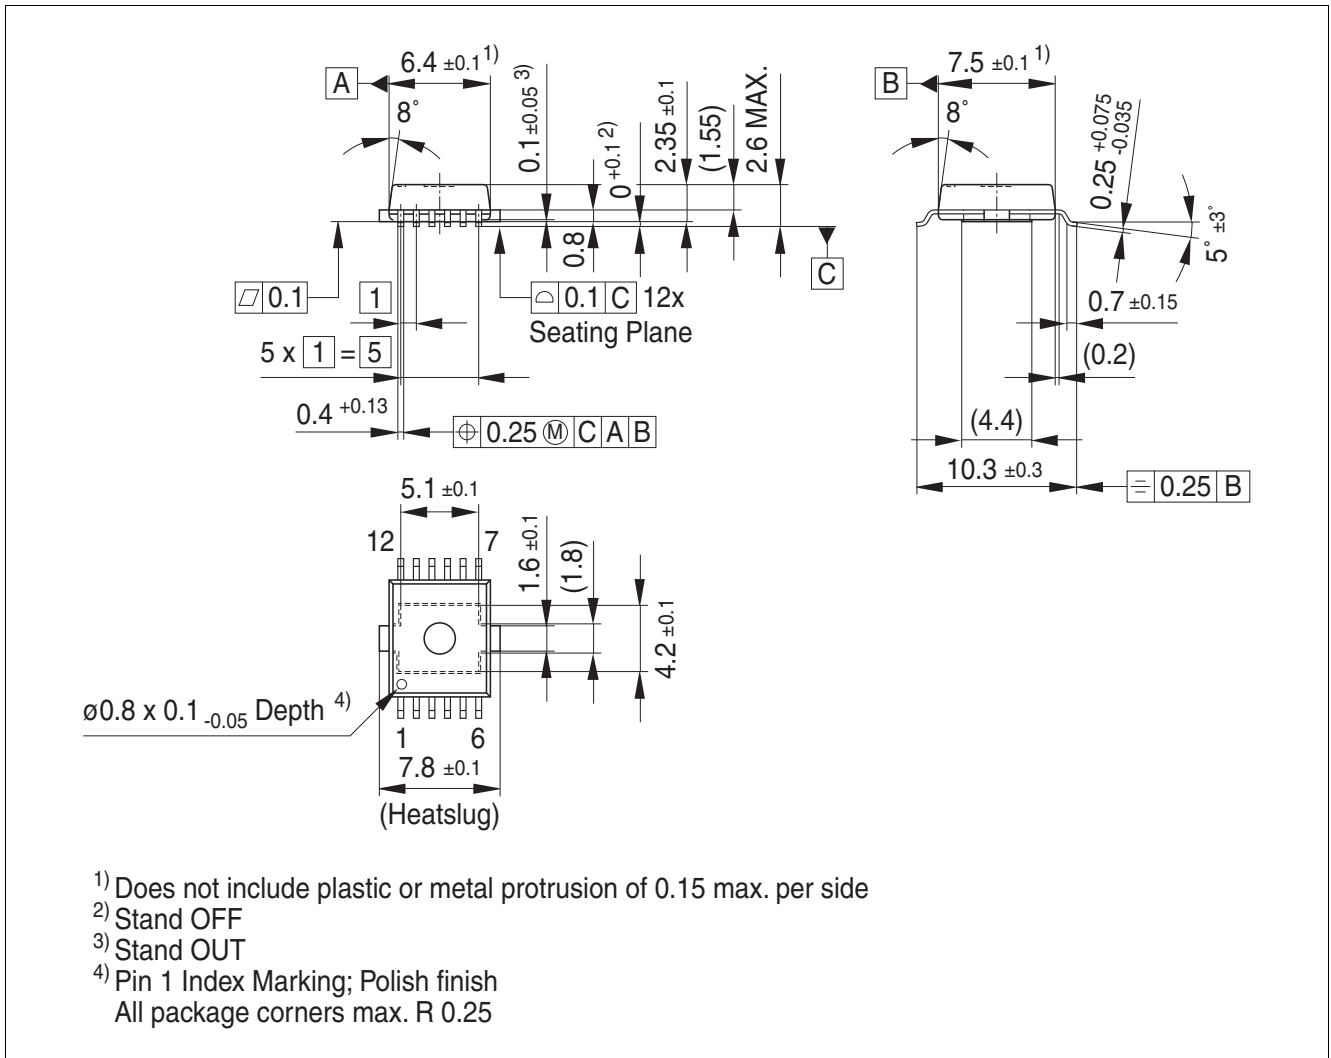 A
6.4 ±0.1 1)
8°
0.1 ±0.05 3)
0 +0.1 2)
2.35 ±0.1
(1.55)
2.6 MAX.
0.8
C
0.1
1
0.1 C 12x
Seating Plane
5 x 1 = 5
0.4 +0.13
0.25 Ⓜ C A B
B
7.5 ±0.1 1)
8°
0.25 +0.075 -0.035
5° ±3°
0.7 ±0.15
(0.2)
(4.4)
10.3 ±0.3
0.25 B
5.1 ±0.1
12 7
1.6 ±0.1
(1.8)
4.2 ±0.1
ø0.8 x 0.1 -0.05 Depth 4)
1 6
7.8 ±0.1
(Heatslug)
1) Does not include plastic or metal protrusion of 0.15 max. per side
2) Stand OFF
3) Stand OUT
4) Pin 1 Index Marking; Polish finish
All package corners max. R 0.25